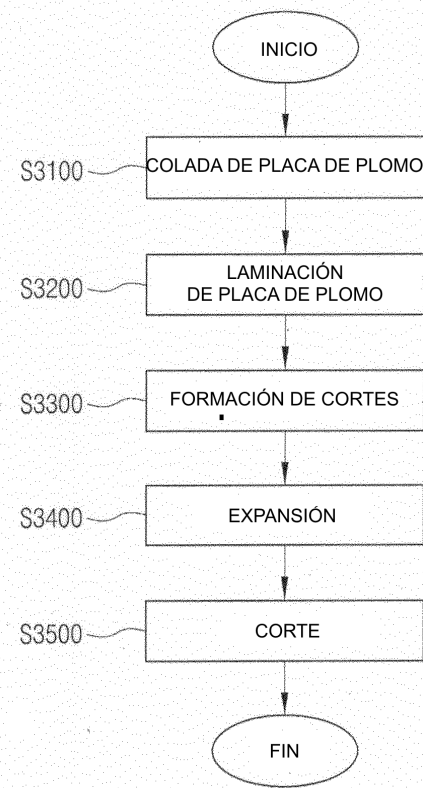 INICIO
S3100
COLADA DE PLACA DE PLOMO
S3200
LAMINACIÓN
DE PLACA DE PLOMO
S3300
FORMACIÓN DE CORTES
S3400
EXPANSIÓN
S3500
CORTE
FIN